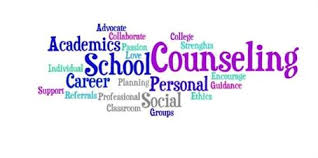 Advocate
Collaborate College
Academics Passion Strengths
Love
Individual School Counseling
Career Planning Personal Encourage
Support Guidance
Referrals Professional Social Ethics
Classroom
Groups